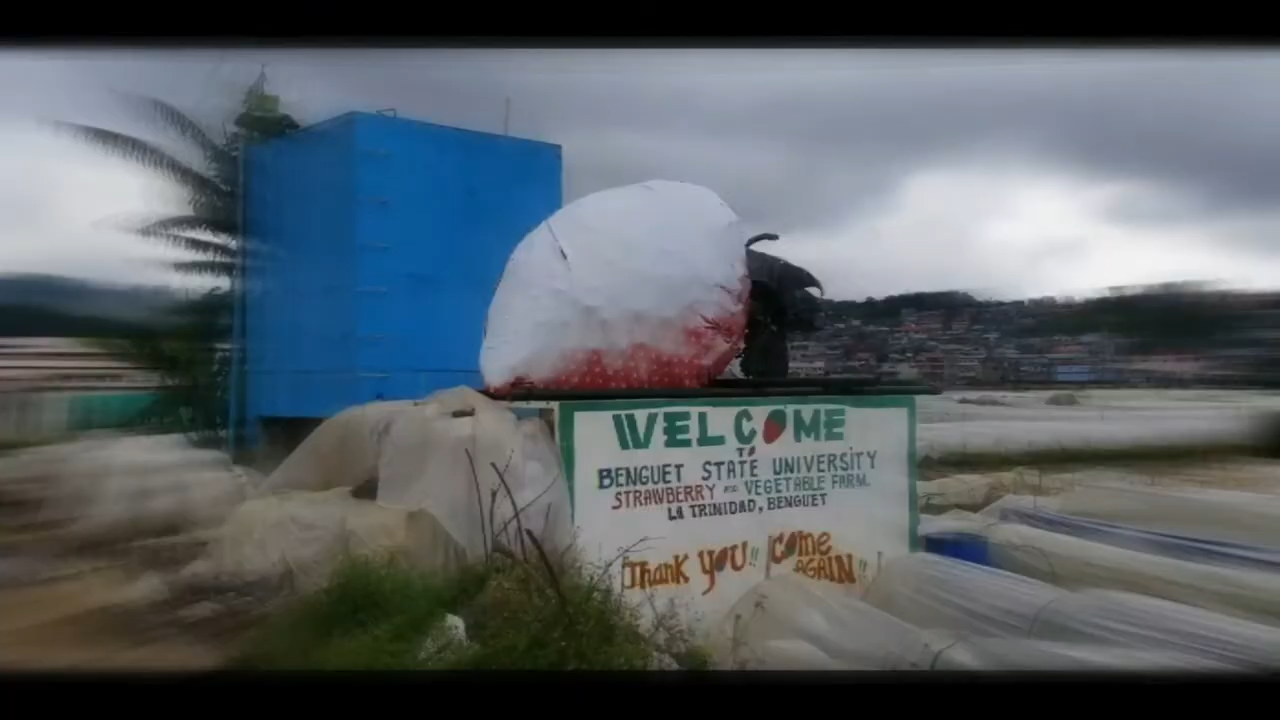 WELCOME
TO
BENGUET STATE UNIVERSITY
STRAWBERRY AND VEGETABLE FARM.
LA TRINIDAD, BENGUET
THANK YOU!! COME
AGAIN!!